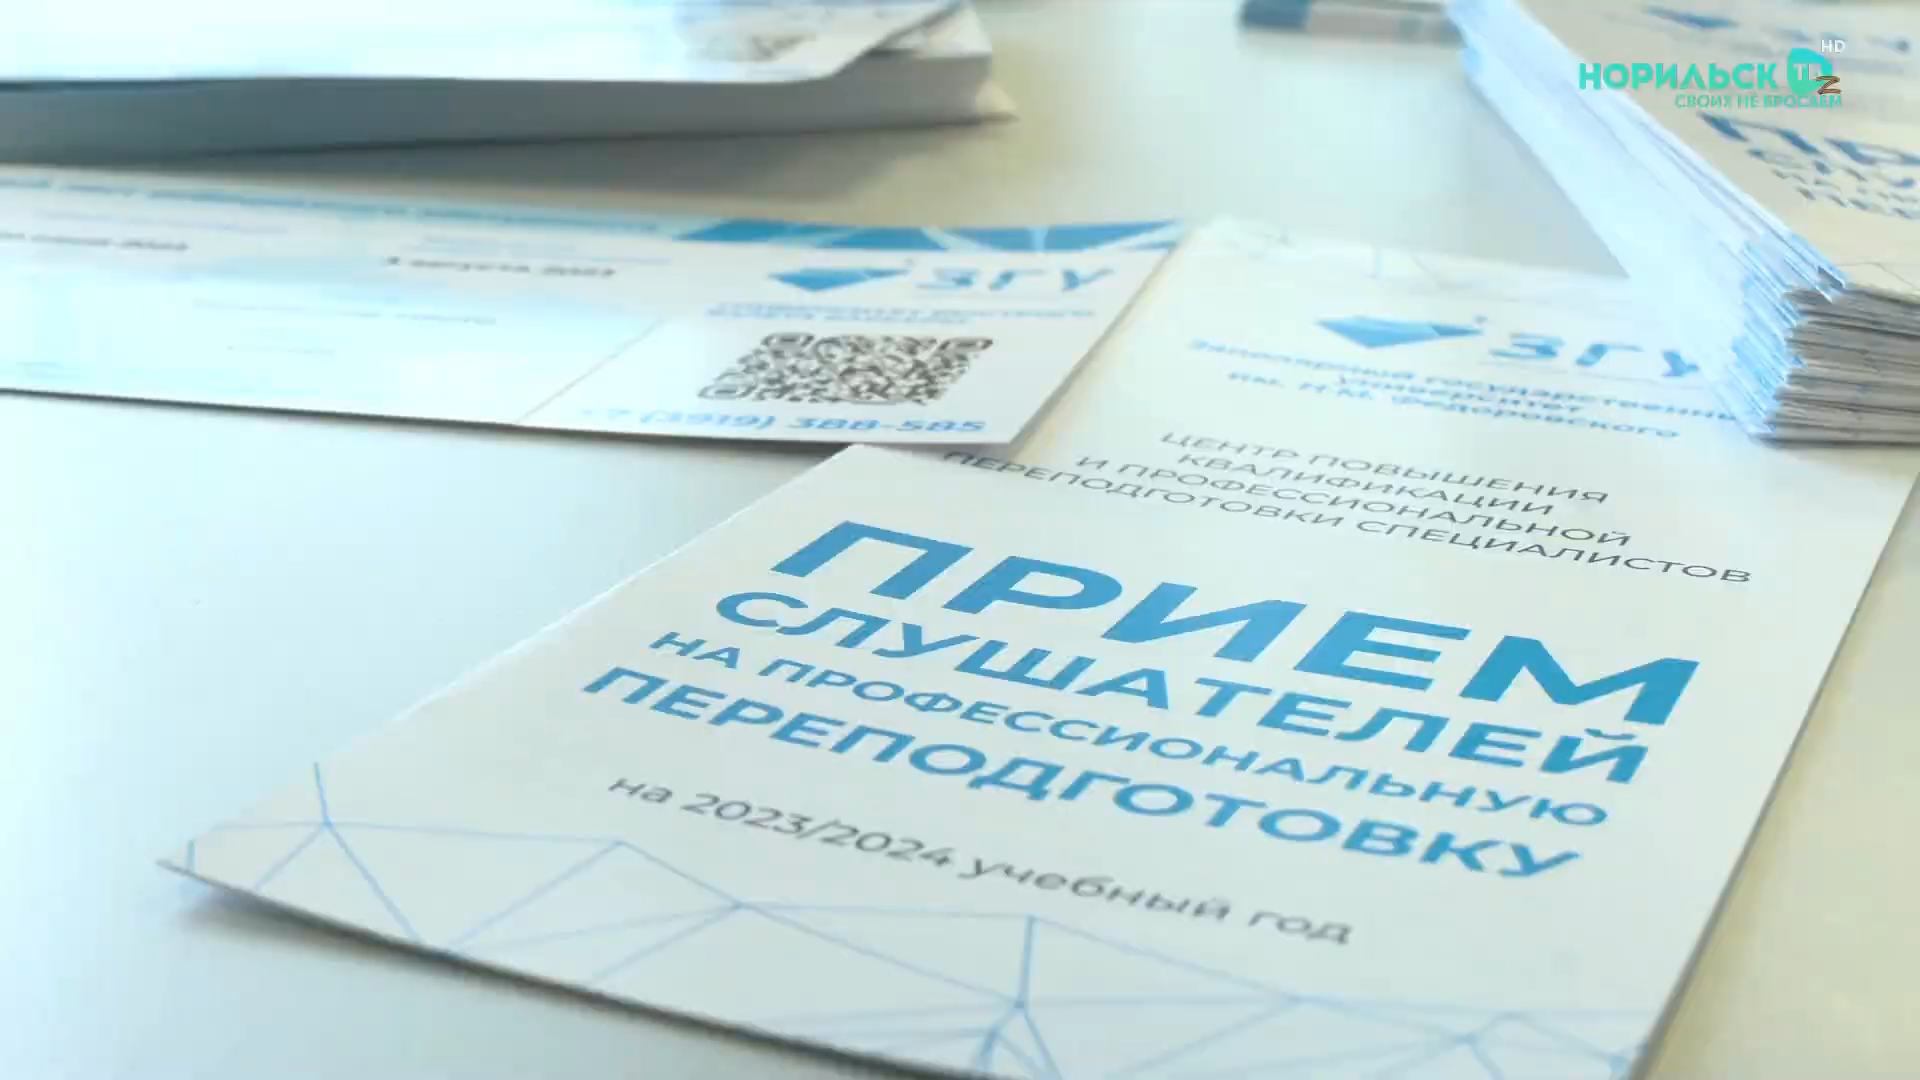 HD
НОРИЛЬСК TV
СВОИХ НЕ БРОСАЕМ
ЗГУ
+7 (3919) 388-585
ЗГУ
Заполярный государственный
университет
им. Н.М. Федоровского
ЦЕНТР ПОВЫШЕНИЯ
КВАЛИФИКАЦИИ
И ПРОФЕССИОНАЛЬНОЙ
ПЕРЕПОДГОТОВКИ СПЕЦИАЛИСТОВ
ПРИЕМ
СЛУШАТЕЛЕЙ
НА ПРОФЕССИОНАЛЬНУЮ
ПЕРЕПОДГОТОВКУ
на 2023/2024 учебный год